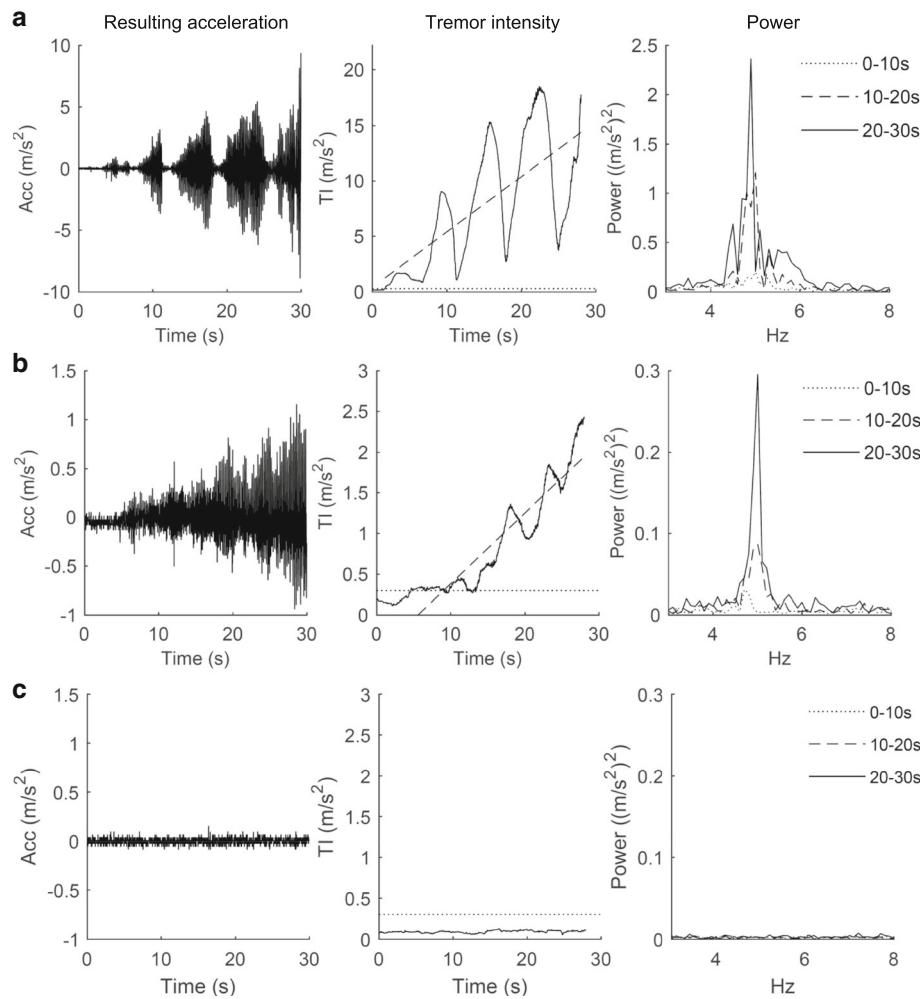 a
Resulting acceleration
Tremor intensity
Power
10
5
0
-5
-10
Acc (m/s²)
0 10 20 30
Time (s)
20
15
10
5
0
TI (m/s²)
0 10 20 30
Time (s)
2.5
2
1.5
1
0.5
0
Power ((m/s²)²)
4 6 8
Hz
0-10s
10-20s
20-30s
b
1.5
1
0.5
0
-0.5
-1
Acc (m/s²)
0 10 20 30
Time (s)
3
2.5
2
1.5
1
0.5
0
TI (m/s²)
0 10 20 30
Time (s)
0.3
0.2
0.1
0
Power ((m/s²)²)
4 6 8
Hz
0-10s
10-20s
20-30s
c
1.5
1
0.5
0
-0.5
-1
Acc (m/s²)
0 10 20 30
Time (s)
3
2.5
2
1.5
1
0.5
0
TI (m/s²)
0 10 20 30
Time (s)
0.3
0.2
0.1
0
Power ((m/s²)²)
4 6 8
Hz
0-10s
10-20s
20-30s